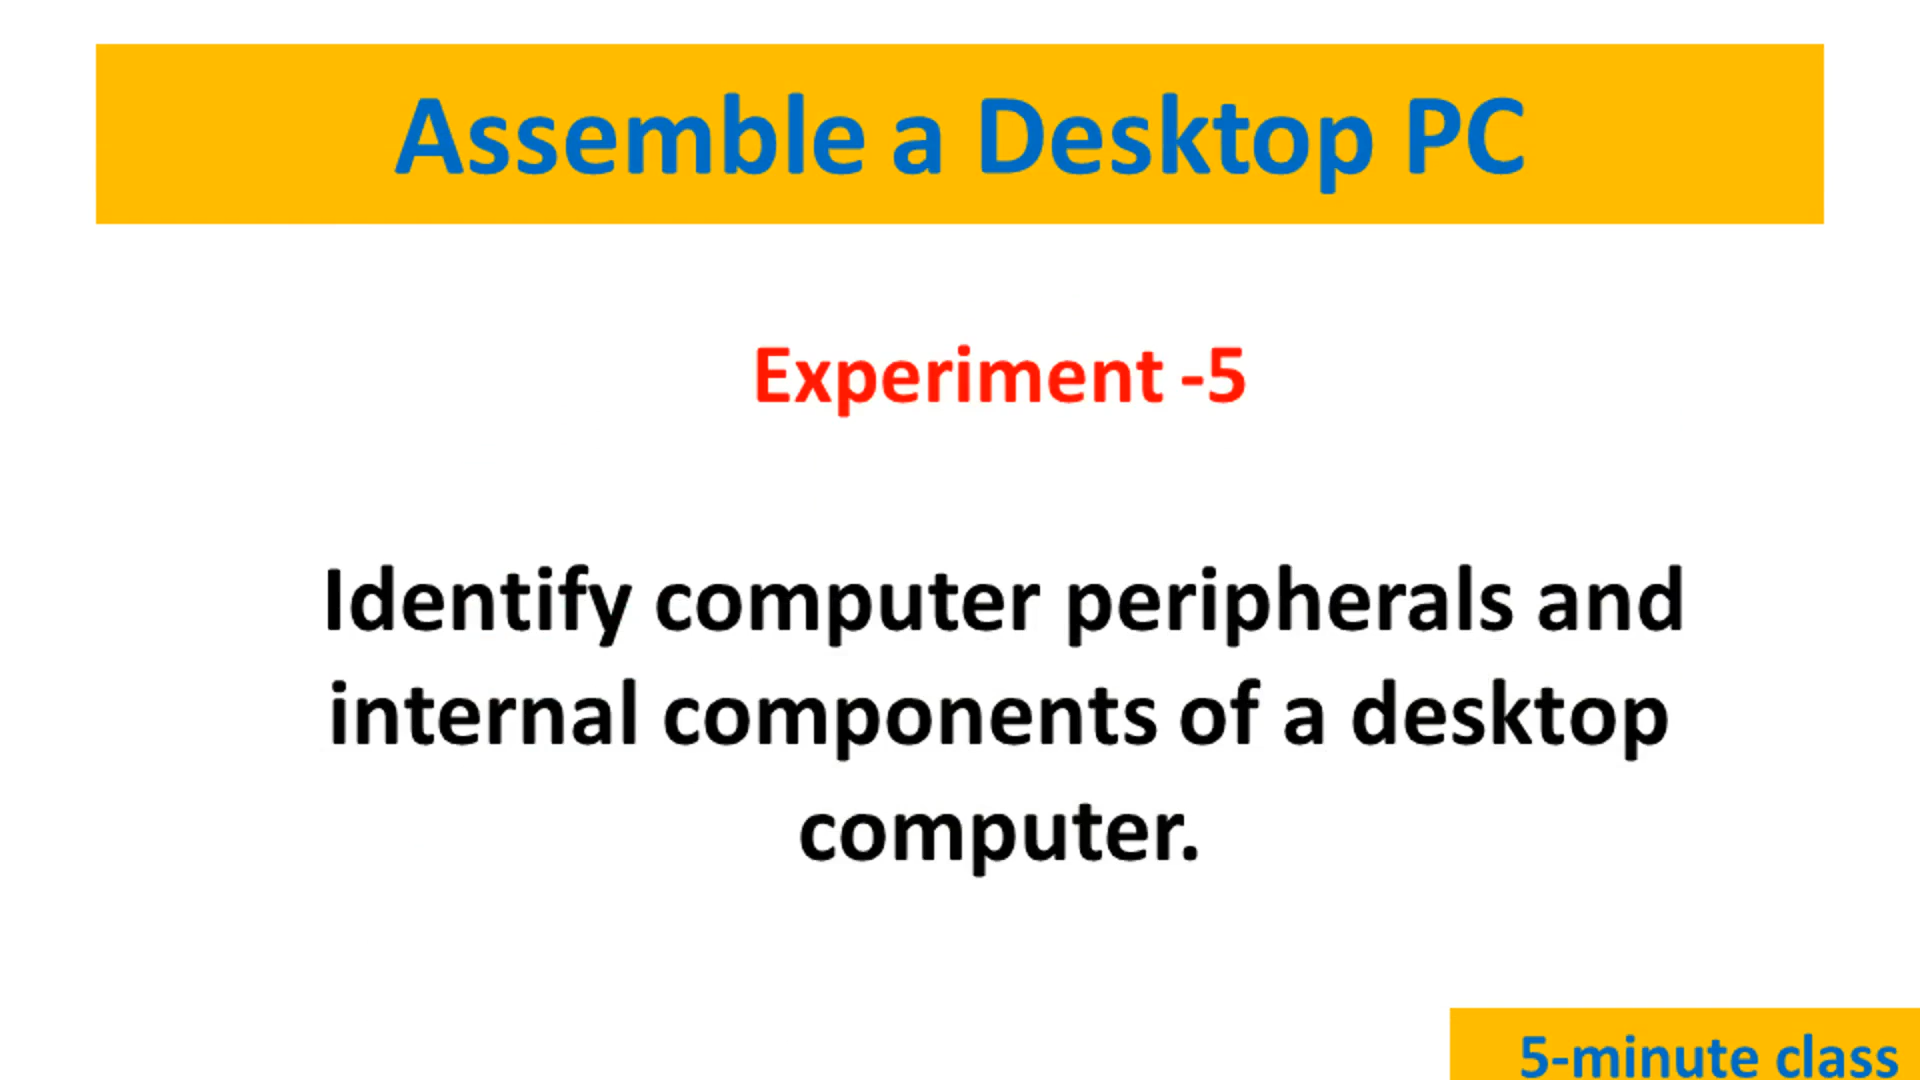 Assemble a Desktop PC
Experiment -5
Identify computer peripherals and
internal components of a desktop
computer.
5-minute class